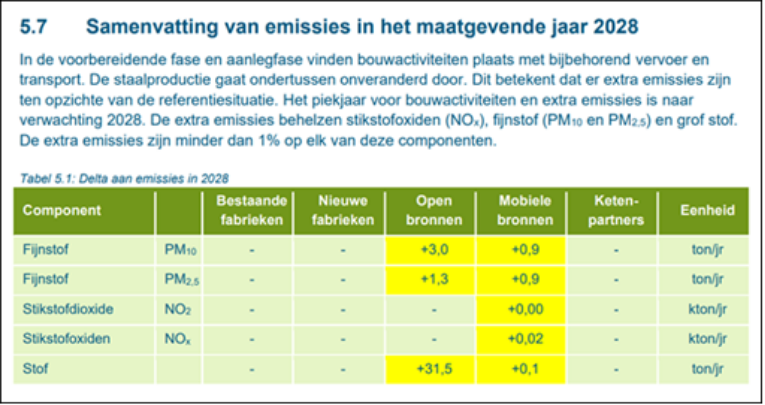 5.7 Samenvatting van emissies in het maatgevende jaar 2028
In de voorbereidende fase en aanlegfase vinden bouwactiviteiten plaats met bijbehorend vervoer en
transport. De staalproductie gaat ondertussen onveranderd door. Dit betekent dat er extra emissies zijn
ten opzichte van de referentiesituatie. Het piekjaar voor bouwactiviteiten en extra emissies is naar
verwachting 2028. De extra emissies behelzen stikstofoxiden (NOₓ), fijnstof (PM₁₀ en PM₂,₅) en grof stof.
De extra emissies zijn minder dan 1% op elk van deze componenten.
Tabel 5.1: Delta aan emissies in 2028
Component Bestaande fabrieken Nieuwe fabrieken Open bronnen Mobiele bronnen Keten-partners Eenheid
Fijnstof PM₁₀ - - +3,0 +0,9 - ton/jr
Fijnstof PM₂,₅ - - +1,3 +0,9 - ton/jr
Stikstofdioxide NO₂ - - - +0,00 - kton/jr
Stikstofoxiden NOₓ - - - +0,02 - kton/jr
Stof - - +31,5 +0,1 - ton/jr